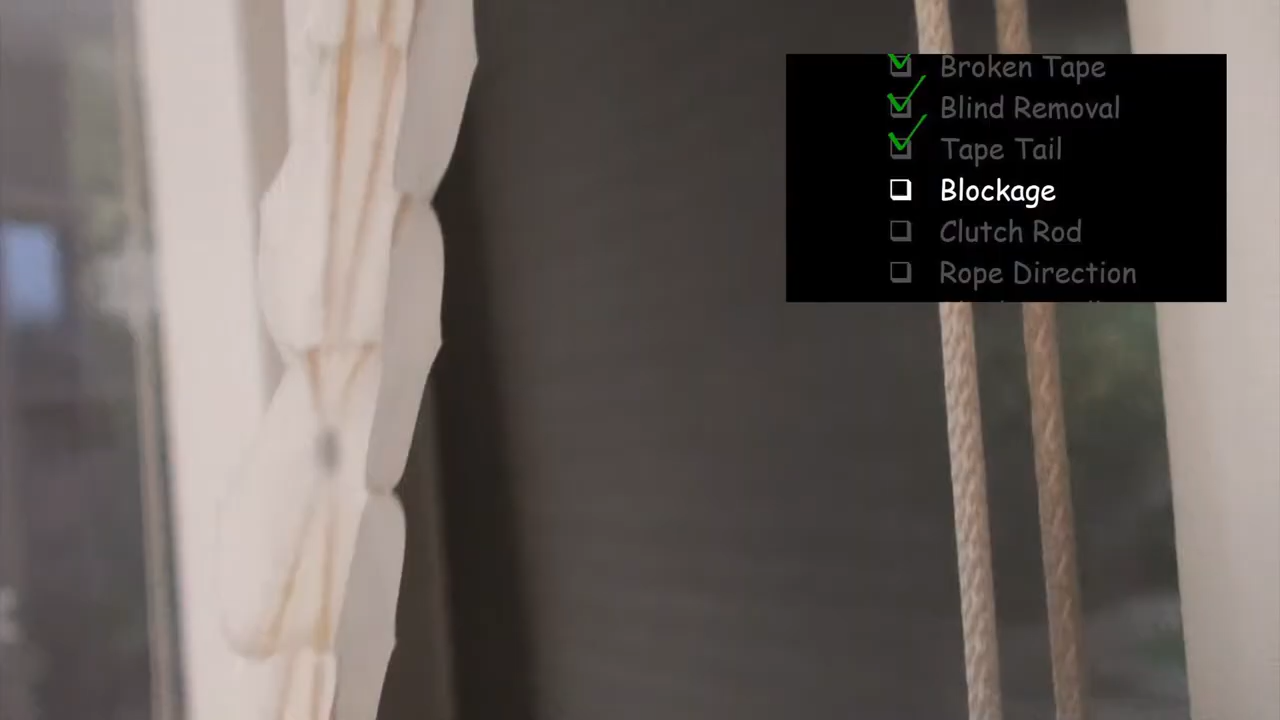 Broken Tape
Blind Removal
Tape Tail
Blockage
Clutch Rod
Rope Direction